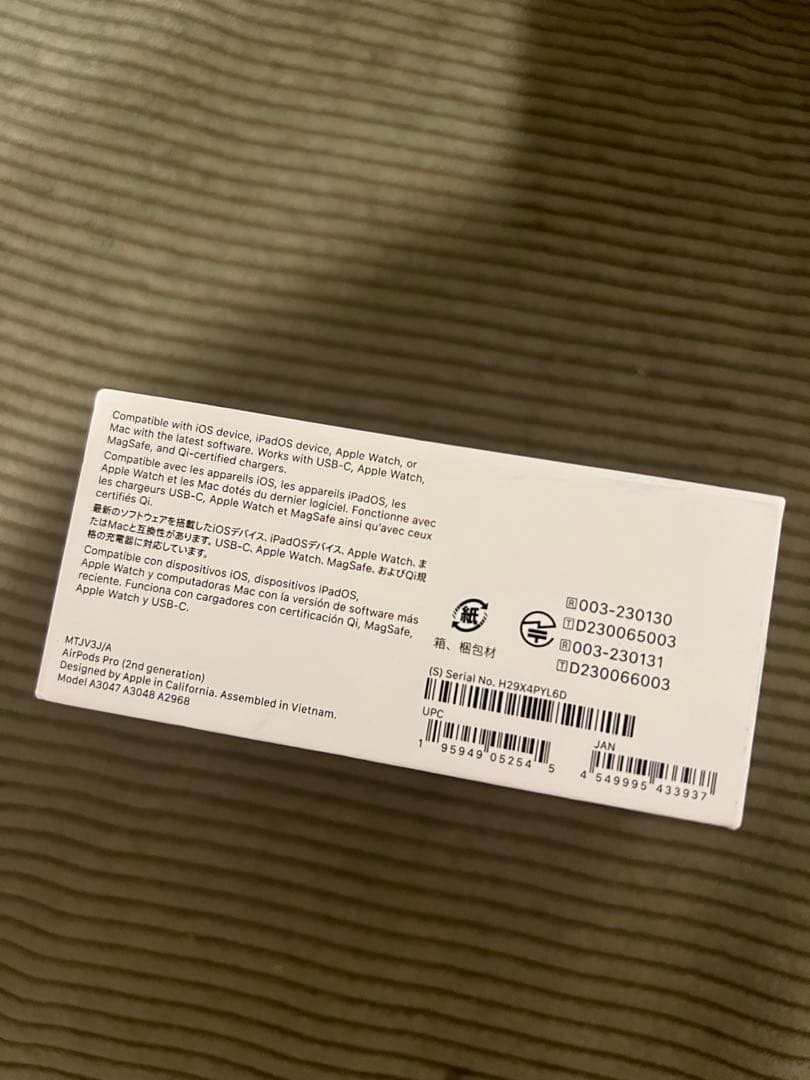 Compatible with iOS device, iPadOS device, Apple Watch, or
Mac with the latest software. Works with USB-C, Apple Watch,
MagSafe, and Qi-certified chargers.
Compatible avec les appareils iOS, les appareils iPadOS, les
Apple Watch et les Mac dotés du dernier logiciel. Fonctionne avec
les chargeurs USB-C, Apple Watch et MagSafe ainsi qu'avec ceux
certifiés Qi.
最新のソフトウェアを搭載したiOSデバイス、iPadOSデバイス、Apple Watch、ま
たはMacと互換性があります。USB-C、Apple Watch、MagSafe、およびQi規
格の充電器に対応しています。
Compatible con dispositivos iOS, dispositivos iPadOS,
Apple Watch y computadoras Mac con la versión de software más
reciente. Funciona con cargadores con certificación Qi, MagSafe,
Apple Watch y USB-C.
MTJV3J/A
AirPods Pro (2nd generation)
Designed by Apple in California. Assembled in Vietnam.
Model A3047 A3048 A2968
紙
箱、梱包材
R 003-230130
T D230065003
R 003-230131
T D230066003
(S) Serial No. H29X4PYL6D
UPC
1 95949 05254 5
JAN
4 549995 433937